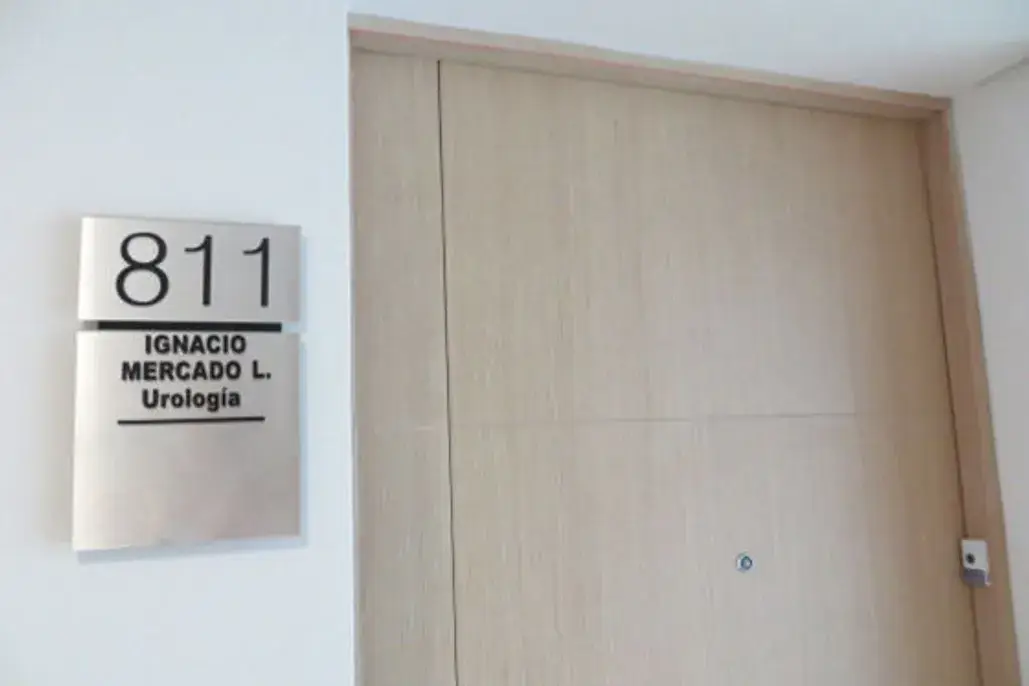 811
IGNACIO
MERCADO L.
Urología